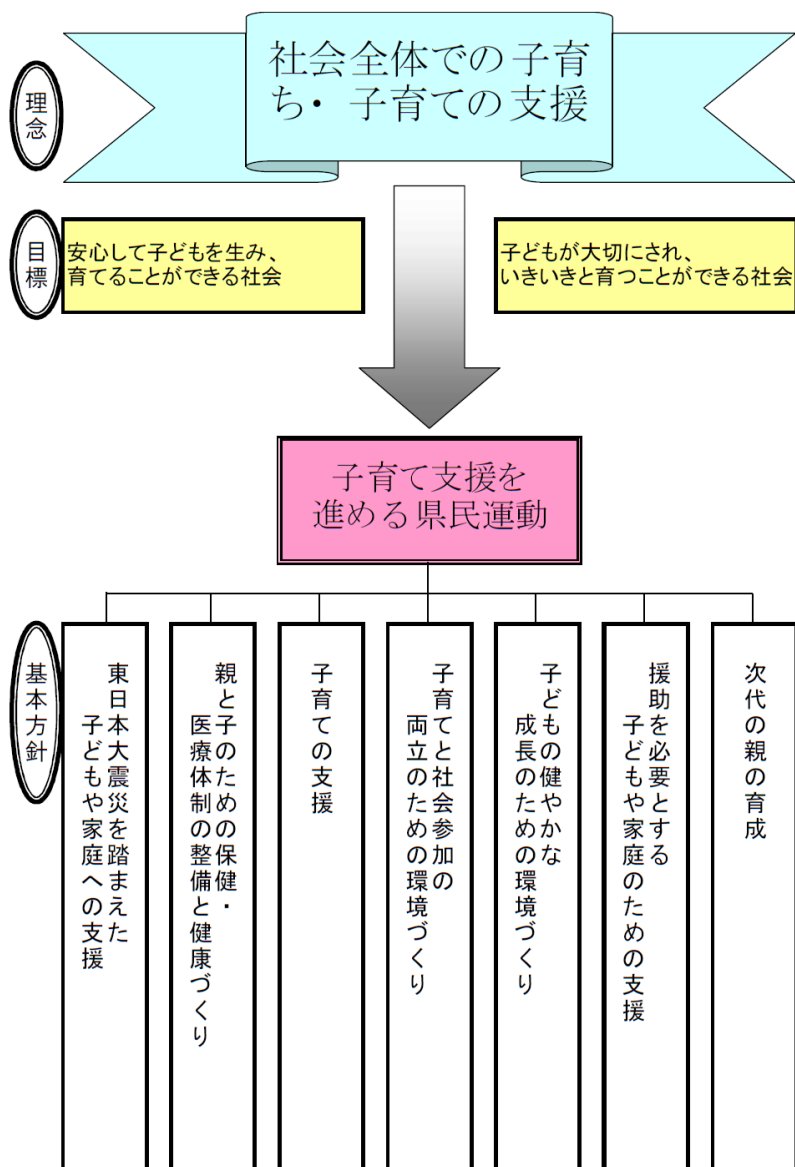 理念
社会全体での子育
ち・子育ての支援
目標
安心して子どもを生み、
育てることができる社会
子どもが大切にされ、
いきいきと育つことができる社会
子育て支援を
進める県民運動
基本方針
東日本大震災を踏まえた
子どもや家庭への支援
親と子のための保健・
医療体制の整備と健康づくり
子育ての支援
子育てと社会参加の
両立のための環境づくり
子どもの健やかな
成長のための環境づくり
援助を必要とする
子どもや家庭のための支援
次代の親の育成